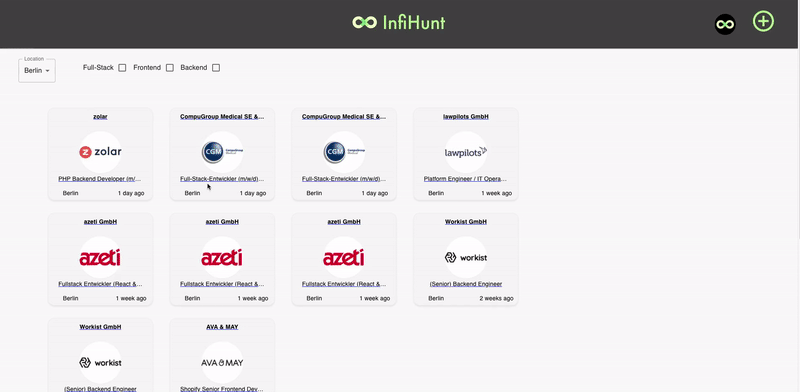 InfiHunt
Location
Berlin
Full-Stack
Frontend
Backend
zolar
CompuGroup Medical SE &...
CompuGroup Medical SE &...
lawpilots GmbH
zolar
CGM CompuGroup Medical
CGM CompuGroup Medical
lawpilots
PHP Backend Developer (m/...
Full-Stack-Entwickler (m/w/d)...
Full-Stack-Entwickler (m/w/d)...
Platform Engineer / IT Opera...
Berlin 1 day ago
Berlin 1 day ago
Berlin 1 day ago
Berlin 1 week ago
azeti GmbH
azeti GmbH
azeti GmbH
Workist GmbH
azeti
azeti
azeti
workist
Fullstack Entwickler (React &...
Fullstack Entwickler (React &...
Fullstack Entwickler (React &...
(Senior) Backend Engineer
Berlin 1 week ago
Berlin 1 week ago
Berlin 1 week ago
Berlin 2 weeks ago
Workist GmbH
AVA & MAY
workist
AVA & MAY
(Senior) Backend Engineer
Shopify Senior Frontend Dev...